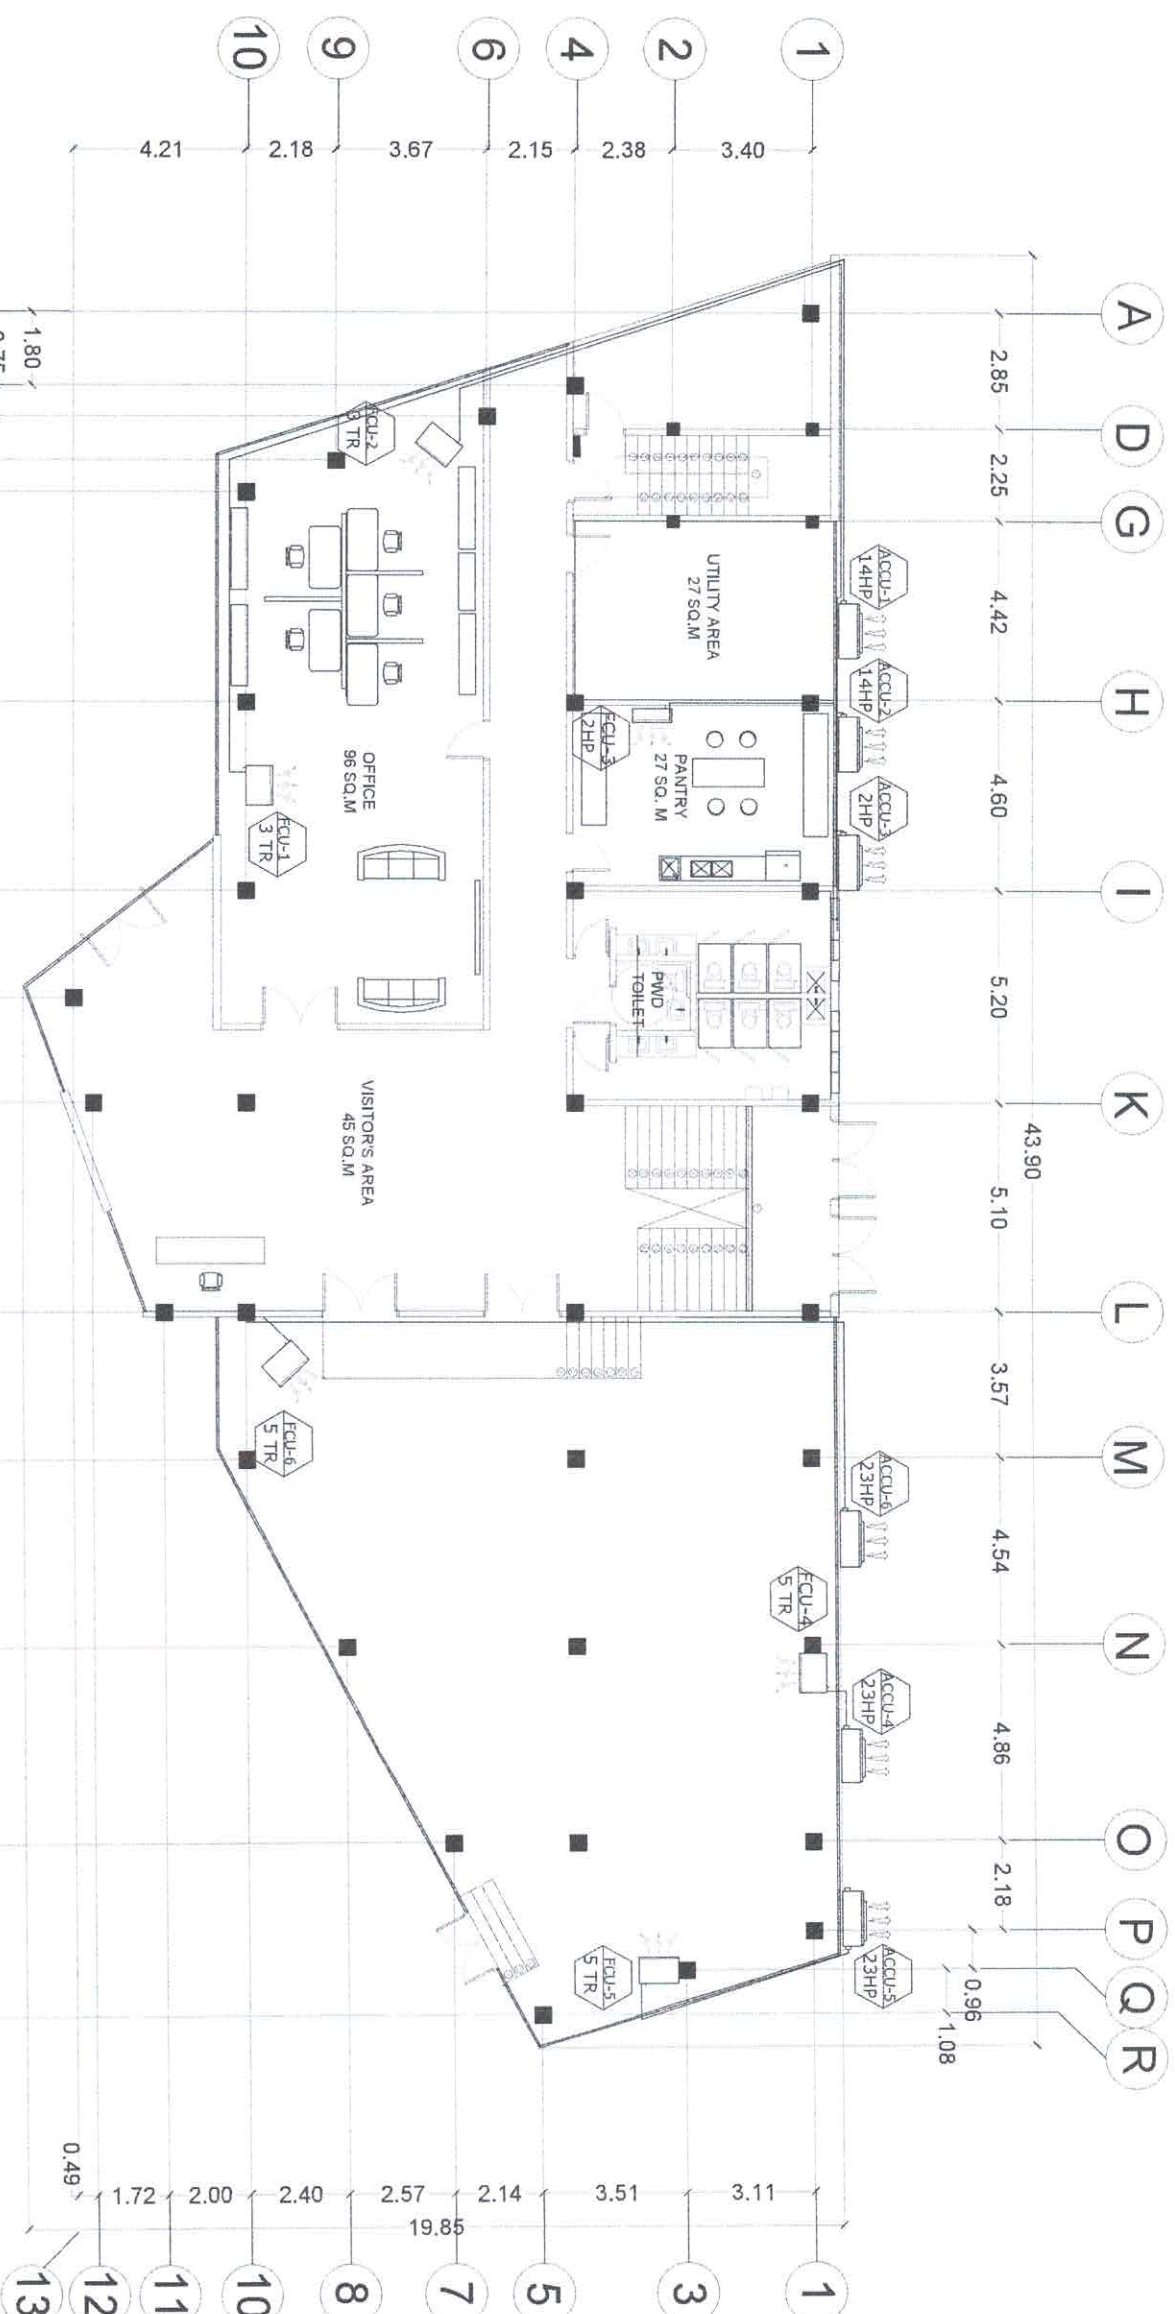 A
D
G
H
I
K
L
M
N
O
P
Q
R
2.85
2.25
4.42
4.60
5.20
5.10
3.57
4.54
4.86
2.18
0.96
1.08
43.90
1
2
4
6
9
10
3.40
2.38
2.15
3.67
2.18
4.21
ACCU-1
14HP
ACCU-2
14HP
ACCU-3
2HP
ACCU-6
23HP
ACCU-4
23HP
ACCU-5
23HP
UTILITY AREA
27 SQ.M
PANTRY
27 SQ. M
FCU-3
2HP
PWD
TOILET
FCU-4
5 TR
FCU-5
5 TR
FCU-2
3 TR
OFFICE
96 SQ.M
FCU-1
3 TR
VISITOR'S AREA
45 SQ.M
FCU-6
5 TR
1
3
5
7
8
10
11
12
13
3.11
3.51
2.14
2.57
2.40
2.00
1.72
0.49
19.85
1.80